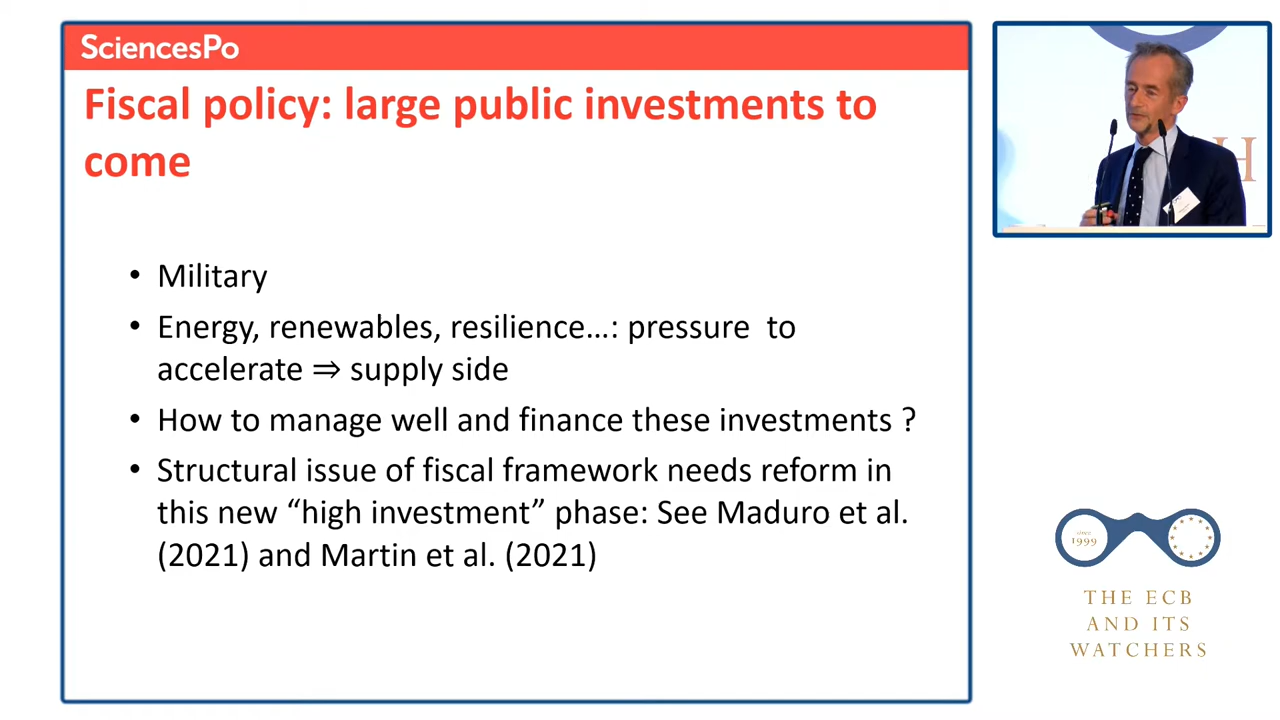 SciencesPo
Fiscal policy: large public investments to
come
• Military
• Energy, renewables, resilience…: pressure to
accelerate ⇒ supply side
• How to manage well and finance these investments ?
• Structural issue of fiscal framework needs reform in
this new “high investment” phase: See Maduro et al.
(2021) and Martin et al. (2021)
H
since
1999
THE ECB
AND ITS
WATCHERS